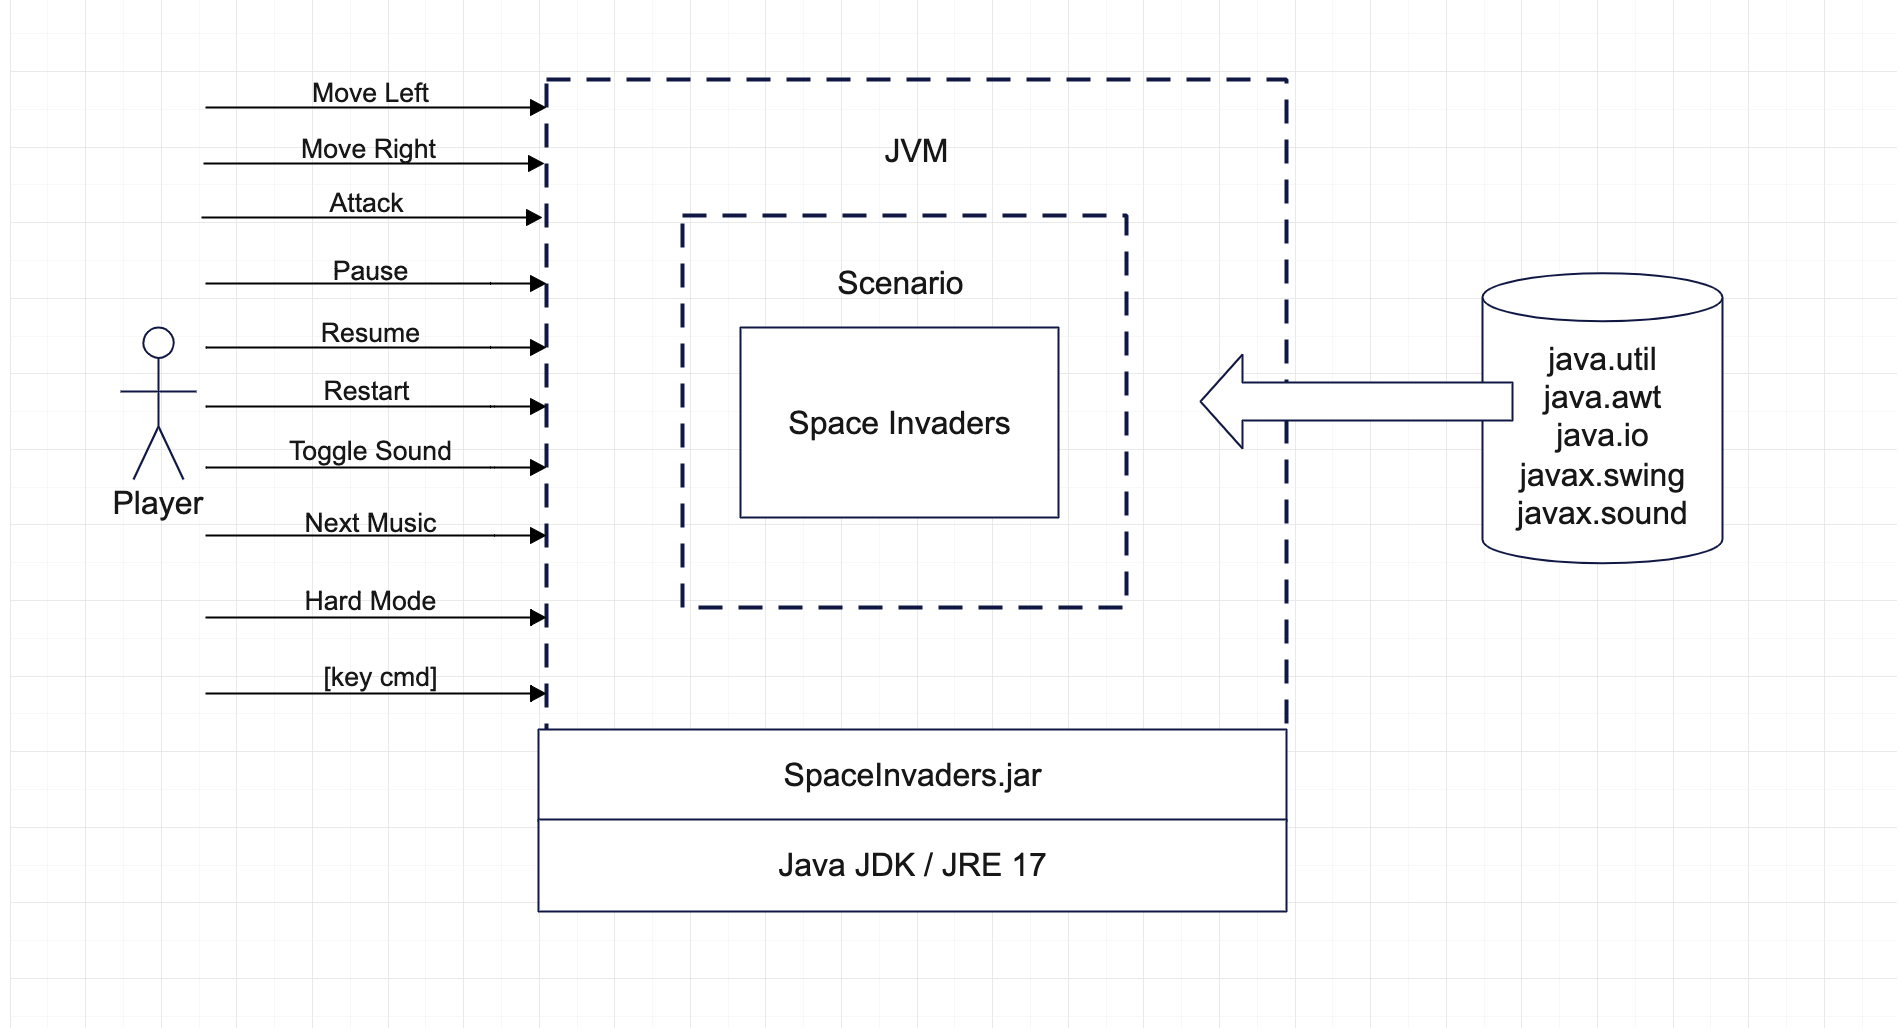 Move Left
Move Right
Attack
Pause
Resume
Restart
Toggle Sound
Next Music
Hard Mode
[key cmd]
Player
JVM
Scenario
Space Invaders
SpaceInvaders.jar
Java JDK / JRE 17
java.util
java.awt
java.io
javax.swing
javax.sound